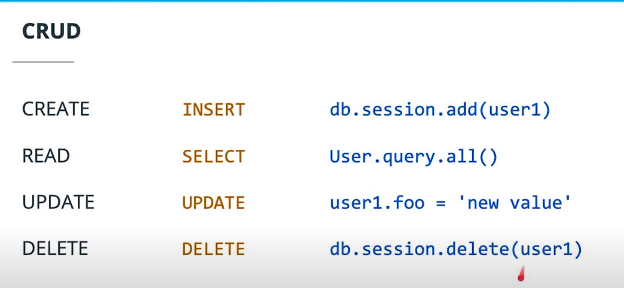 CRUD
CREATE INSERT db.session.add(user1)
READ SELECT User.query.all()
UPDATE UPDATE user1.foo = 'new value'
DELETE DELETE db.session.delete(user1)